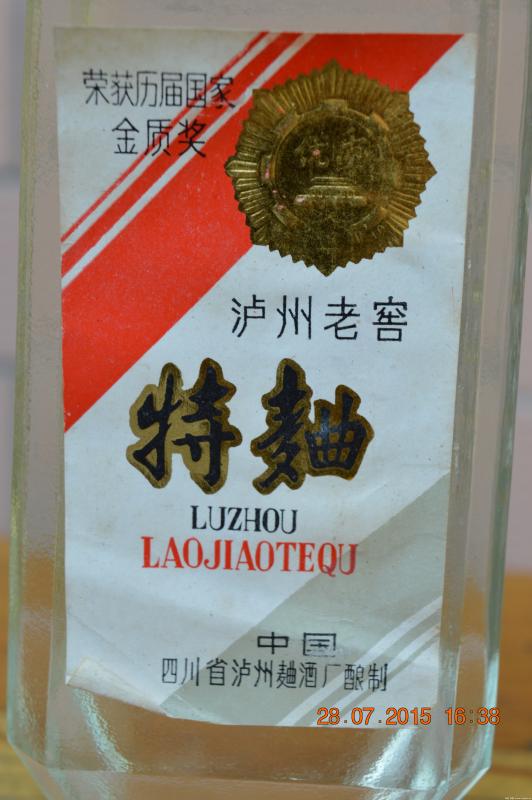 荣获历届国家
金质奖
泸州老窖
特麯
LUZHOU
LAOJIAOTEQU
中国
四川省泸州麯酒厂酿制
28.07.2015 16:38